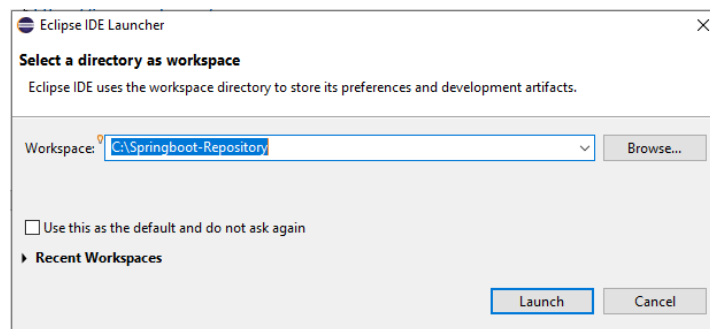 Eclipse IDE Launcher
Select a directory as workspace
Eclipse IDE uses the workspace directory to store its preferences and development artifacts.
Workspace: C:\Springboot-Repository Browse...
Use this as the default and do not ask again
Recent Workspaces
Launch Cancel